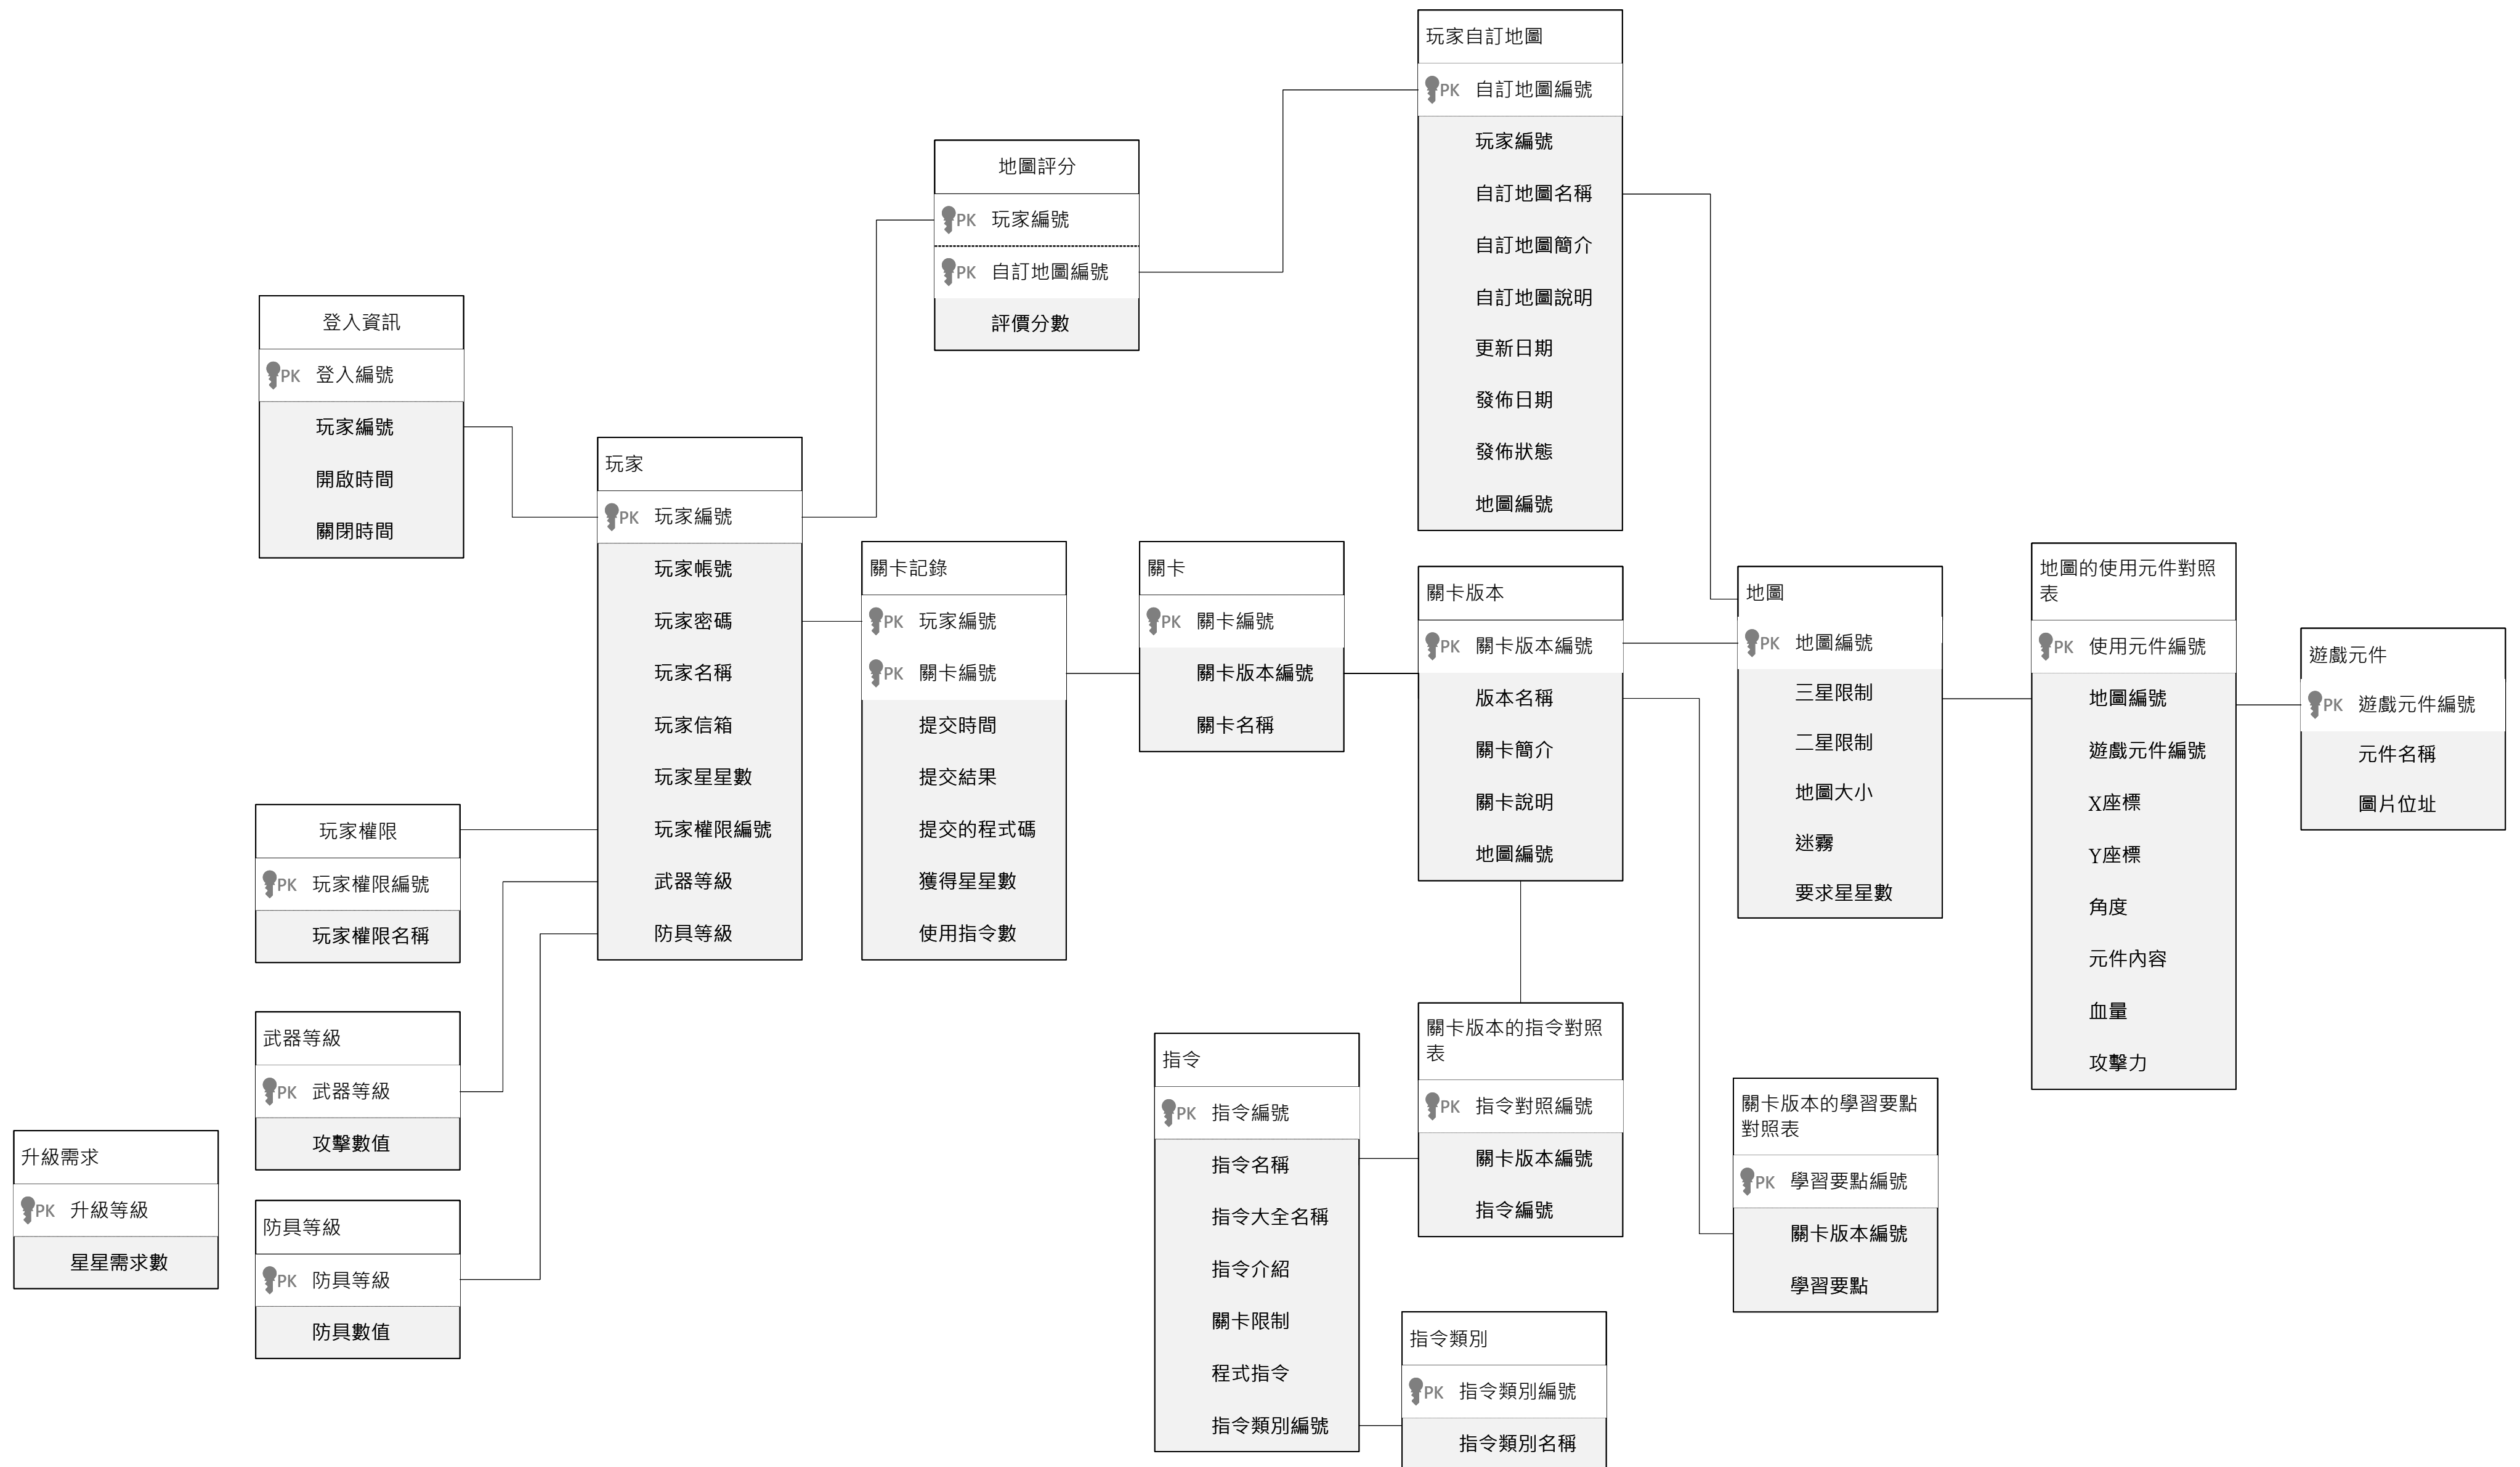 玩家自訂地圖
PK 自訂地圖編號
玩家編號
自訂地圖名稱
自訂地圖簡介
自訂地圖說明
更新日期
發佈日期
發佈狀態
地圖編號
地圖評分
PK 玩家編號
PK 自訂地圖編號
評價分數
登入資訊
PK 登入編號
玩家編號
開啟時間
關閉時間
玩家
PK 玩家編號
玩家帳號
玩家密碼
玩家名稱
玩家信箱
玩家星星數
玩家權限編號
武器等級
防具等級
關卡記錄
PK 玩家編號
PK 關卡編號
提交時間
提交結果
提交的程式碼
獲得星星數
使用指令數
關卡
PK 關卡編號
關卡版本編號
關卡名稱
關卡版本
PK 關卡版本編號
版本名稱
關卡簡介
關卡說明
地圖編號
地圖
PK 地圖編號
三星限制
二星限制
地圖大小
迷霧
要求星星數
地圖的使用元件對照
表
PK 使用元件編號
地圖編號
遊戲元件編號
X座標
Y座標
角度
元件內容
血量
攻擊力
遊戲元件
PK 遊戲元件編號
元件名稱
圖片位址
玩家權限
PK 玩家權限編號
玩家權限名稱
武器等級
PK 武器等級
攻擊數值
升級需求
PK 升級等級
星星需求數
防具等級
PK 防具等級
防具數值
指令
PK 指令編號
指令名稱
指令大全名稱
指令介紹
關卡限制
程式指令
指令類別編號
關卡版本的指令對照
表
PK 指令對照編號
關卡版本編號
指令編號
關卡版本的學習要點
對照表
PK 學習要點編號
關卡版本編號
學習要點
指令類別
PK 指令類別編號
指令類別名稱